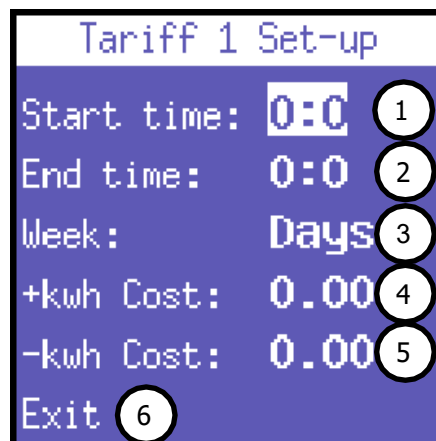 Tariff 1 Set-up
Start time: 0:0 1
End time: 0:0 2
Week: Days 3
+kwh Cost: 0.00 4
-kwh Cost: 0.00 5
Exit 6